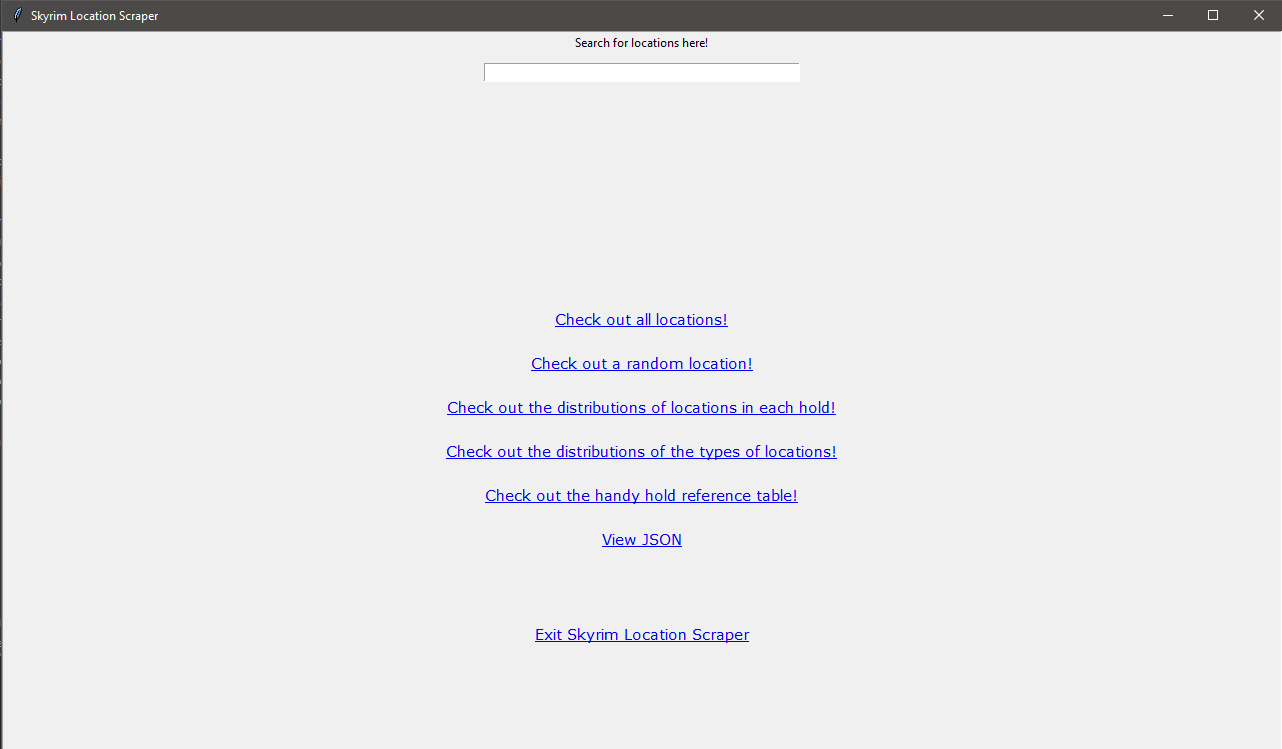 Skyrim Location Scraper
Search for locations here!
Check out all locations!
Check out a random location!
Check out the distributions of locations in each hold!
Check out the distributions of the types of locations!
Check out the handy hold reference table!
View JSON
Exit Skyrim Location Scraper